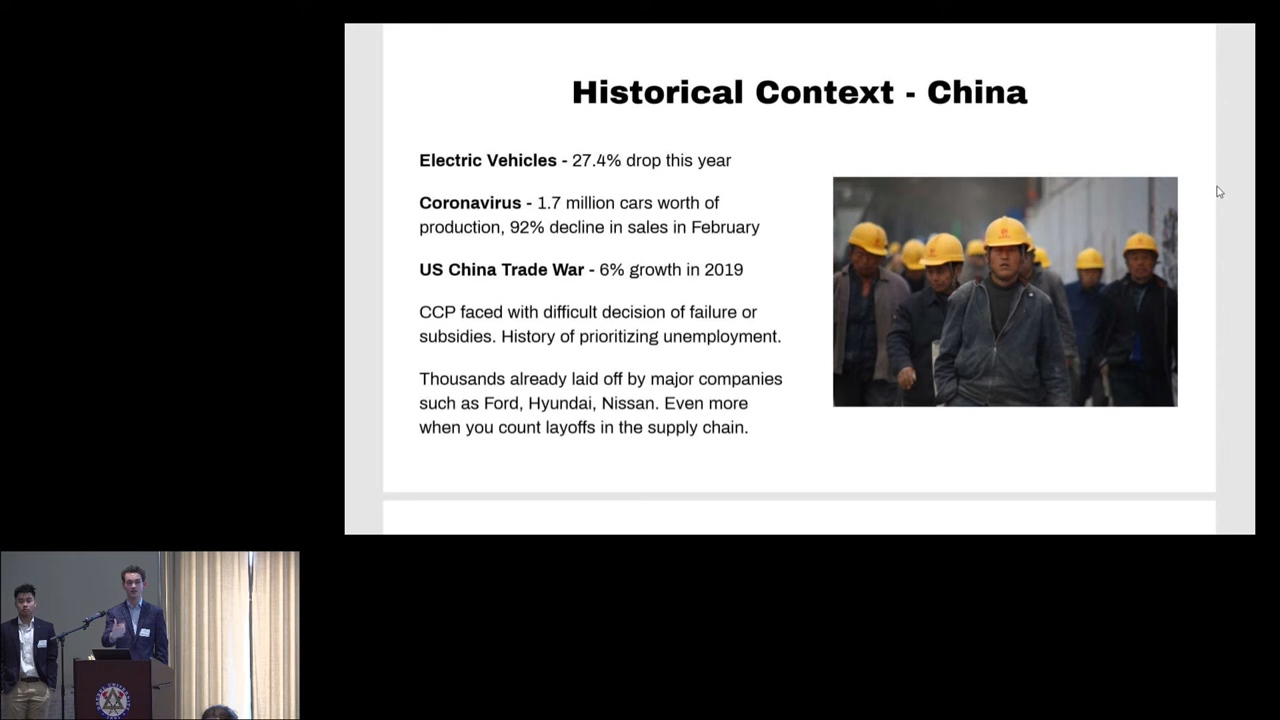 Historical Context - China
Electric Vehicles - 27.4% drop this year
Coronavirus - 1.7 million cars worth of
production, 92% decline in sales in February
US China Trade War - 6% growth in 2019
CCP faced with difficult decision of failure or
subsidies. History of prioritizing unemployment.
Thousands already laid off by major companies
such as Ford, Hyundai, Nissan. Even more
when you count layoffs in the supply chain.